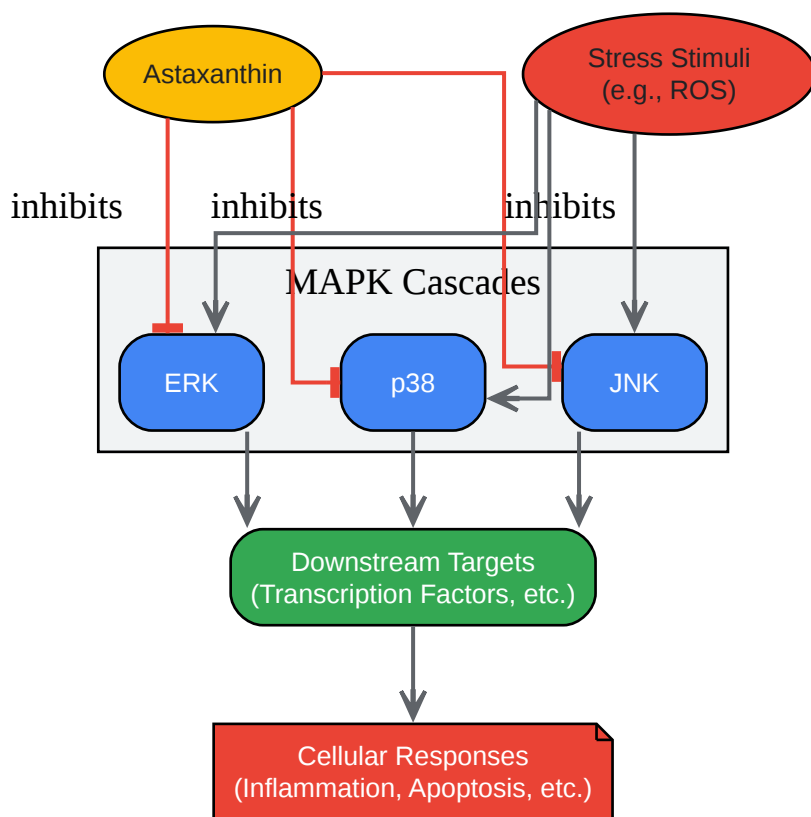 Astaxanthin
Stress Stimuli
(e.g., ROS)
inhibits
inhibits
inhibits
MAPK Cascades
ERK
p38
JNK
Downstream Targets
(Transcription Factors, etc.)
Cellular Responses
(Inflammation, Apoptosis, etc.)